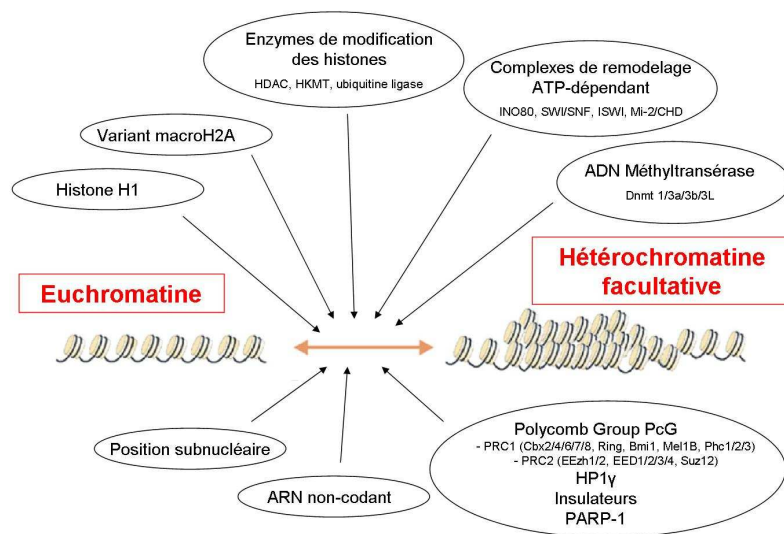 Enzymes de modification
des histones
HDAC, HKMT, ubiquitine ligase
Complexes de remodelage
ATP-dépendant
INO80, SWI/SNF, ISWI, Mi-2/CHD
Variant macroH2A
ADN Méthyltransérase
Dnmt 1/3a/3b/3L
Histone H1
Euchromatine
Hétérochromatine
facultative
Position subnucléaire
ARN non-codant
Polycomb Group PcG
- PRC1 (Cbx2/4/6/7/8, Ring, Bmi1, Mel1B, Phc1/2/3)
- PRC2 (EEzh1/2, EED1/2/3/4, Suz12)
HP1γ
Insulateurs
PARP-1